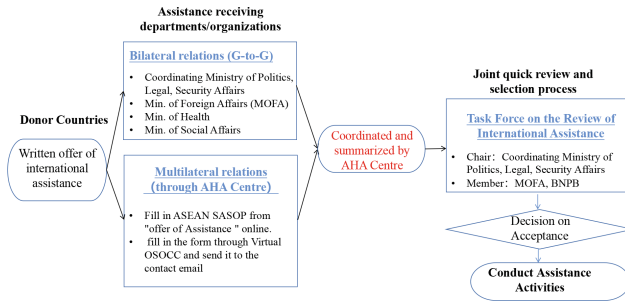 Assistance receiving
departments/organizations
Bilateral relations (G-to-G)
• Coordinating Ministry of Politics,
Legal, Security Affairs
• Min. of Foreign Affairs (MOFA)
• Min. of Health
• Min. of Social Affairs
Donor Countries
Written offer of
international
assistance
Multilateral relations
(through AHA Centre)
• Fill in ASEAN SASOP from
"offer of Assistance " online.
• fill in the form through Virtual
OSOCC and send it to the
contact email
Coordinated and
summarized by
AHA Centre
Joint quick review and
selection process
Task Force on the Review of
International Assistance
• Chair：Coordinating Ministry of
Politics, Legal, Security Affairs
• Member：MOFA, BNPB
Decision on
Acceptance
Conduct Assistance
Activities